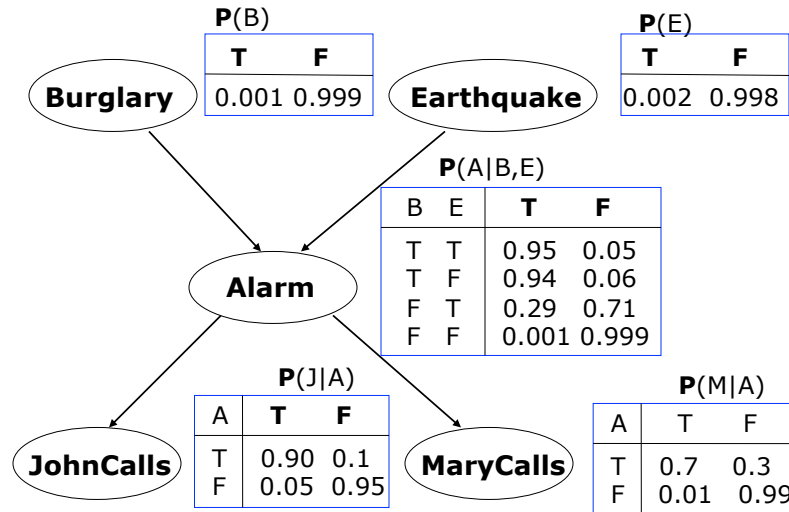 P(B)
T F
0.001 0.999
Burglary
P(E)
T F
0.002 0.998
Earthquake
P(A|B,E)
B E T F
T T 0.95 0.05
T F 0.94 0.06
F T 0.29 0.71
F F 0.001 0.999
Alarm
P(J|A)
A T F
T 0.90 0.1
F 0.05 0.95
JohnCalls
P(M|A)
A T F
T 0.7 0.3
F 0.01 0.99
MaryCalls